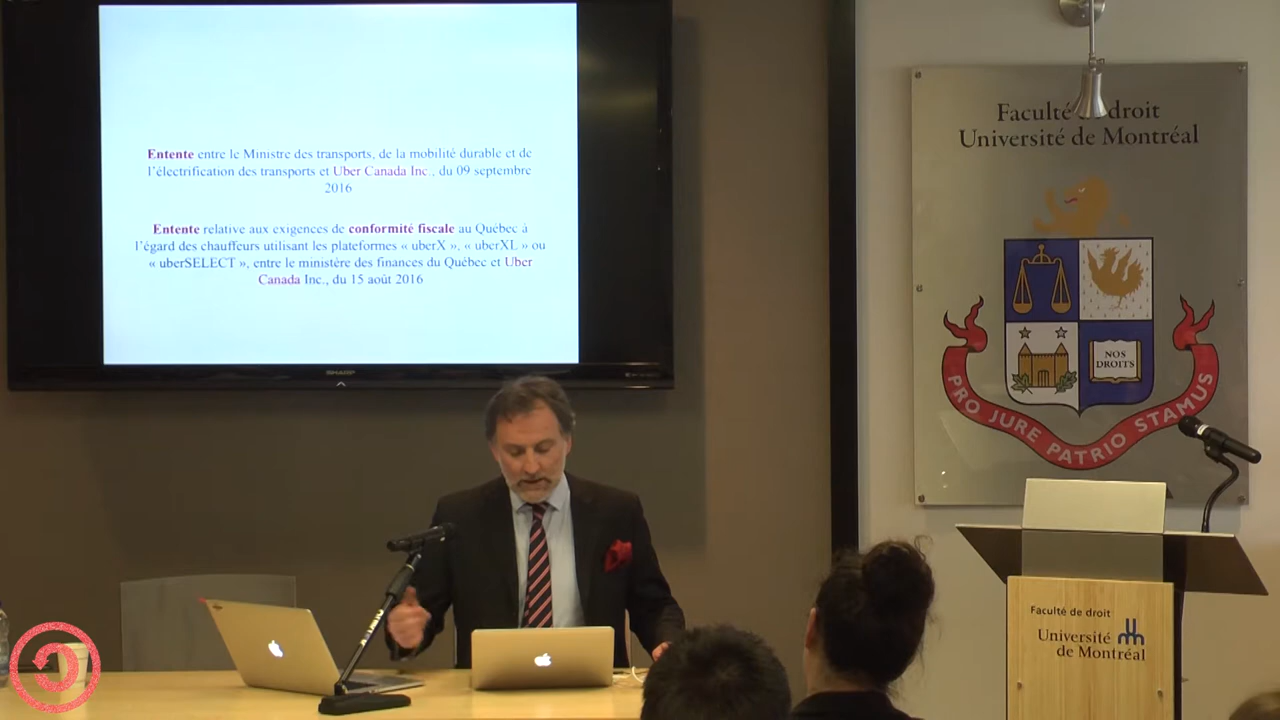 Entente entre le Ministre des transports, de la mobilité durable et de
l'électrification des transports et Uber Canada Inc., du 09 septembre
2016
Entente relative aux exigences de conformité fiscale au Québec à
l'égard des chauffeurs utilisant les plateformes « uberX », « uberXL » ou
« uberSELECT », entre le ministère des finances du Québec et Uber
Canada Inc., du 15 août 2016
SHARP
Faculté de droit
Université de Montréal
NOS
DROITS
PRO JURE PATRIO STAMUS
Faculté de droit
Université
de Montréal